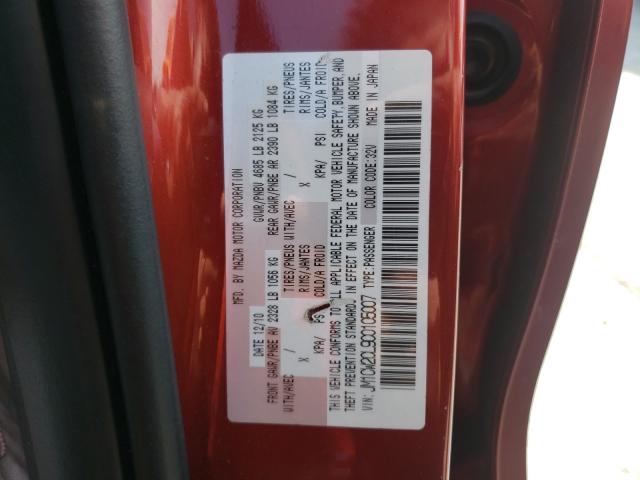 MFD. BY MAZDA MOTOR CORPORATION
DATE 12/10 GVWR/PNBV 4685 LB 2125 KG
FRONT GAWR/PNBE AV 2328 LB 1056 KG REAR GAWR/PNBE AR 2390 LB 1084 KG
WITH/AVEC TIRES/PNEUS WITH/AVEC TIRES/PNEUS
X RIMS/JANTES X RIMS/JANTES
KPA/ PSI COLD/A FROID KPA/ PSI COLD/A FROID
THIS VEHICLE CONFORMS TO ALL APPLICABLE FEDERAL MOTOR VEHICLE SAFETY, BUMPER, AND
THEFT PREVENTION STANDARDS IN EFFECT ON THE DATE OF MANUFACTURE SHOWN ABOVE.
VIN: JM1CW2CL9C0105007 TYPE:PASSENGER COLOR CODE:32V MADE IN JAPAN